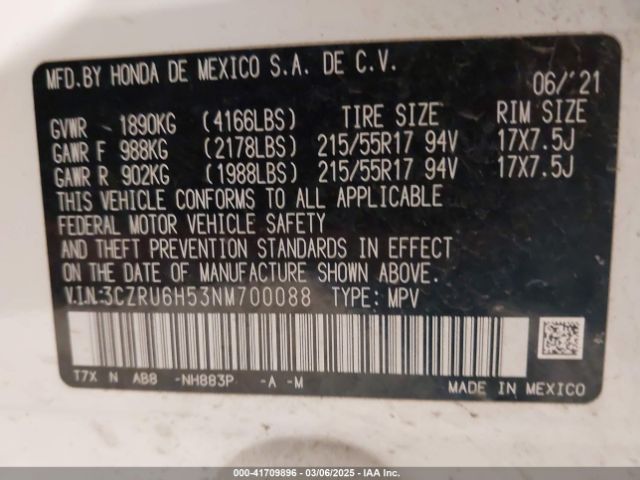 MFD.BY HONDA DE MEXICO S.A. DE C.V.
06/'21
GVWR 1890KG (4166LBS) TIRE SIZE RIM SIZE
GAWR F 988KG (2178LBS) 215/55R17 94V 17X7.5J
GAWR R 902KG (1988LBS) 215/55R17 94V 17X7.5J
THIS VEHICLE CONFORMS TO ALL APPLICABLE
FEDERAL MOTOR VEHICLE SAFETY
AND THEFT PREVENTION STANDARDS IN EFFECT
ON THE DATE OF MANUFACTURE SHOWN ABOVE.
V.I.N.:3CZRU6H53NM700088 TYPE: MPV
T7X N AB8 -NH883P -A -M
MADE IN MEXICO
000-41709896 - 03/06/2025 - IAA Inc.